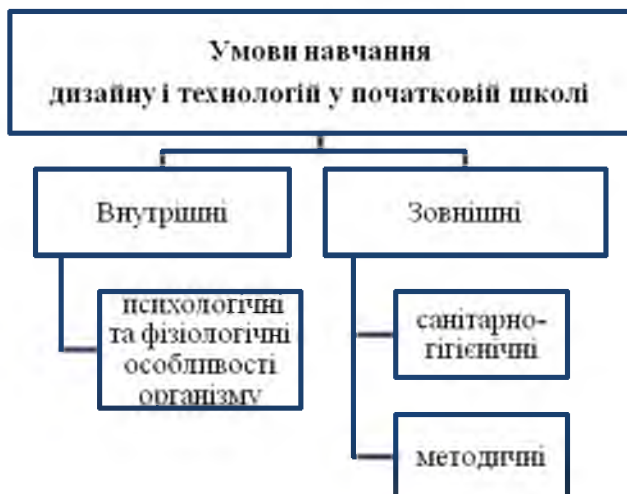 Умови навчання
дизайну і технологій у початковій школі
Внутрішні
Зовнішні
психологічні
та фізіологічні
особливості
організму
санітарно-
гігієнічні
методичні